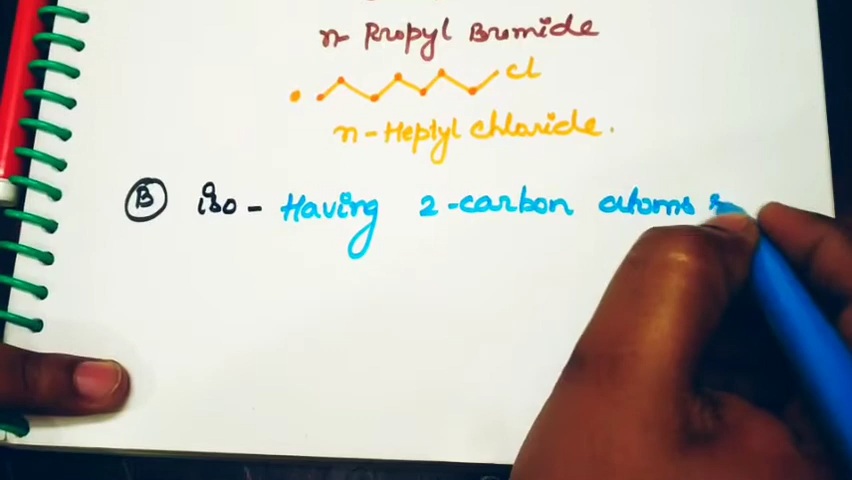 n- Propyl Bromide
Cl
n-Heptyl chloride.
B iso - Having 2-carbon atoms